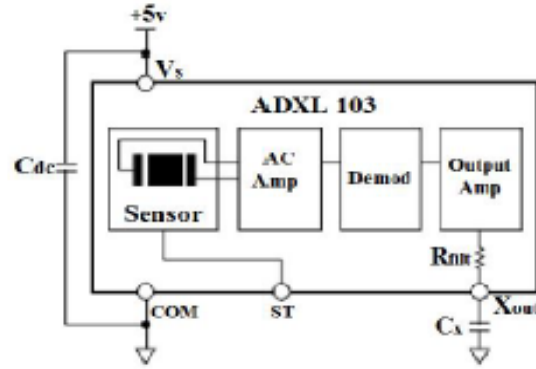 +5v
Vs
ADXL 103
Cdc
AC
Amp
Demod
Output
Amp
Sensor
Rfilt
COM
ST
Xout
CX